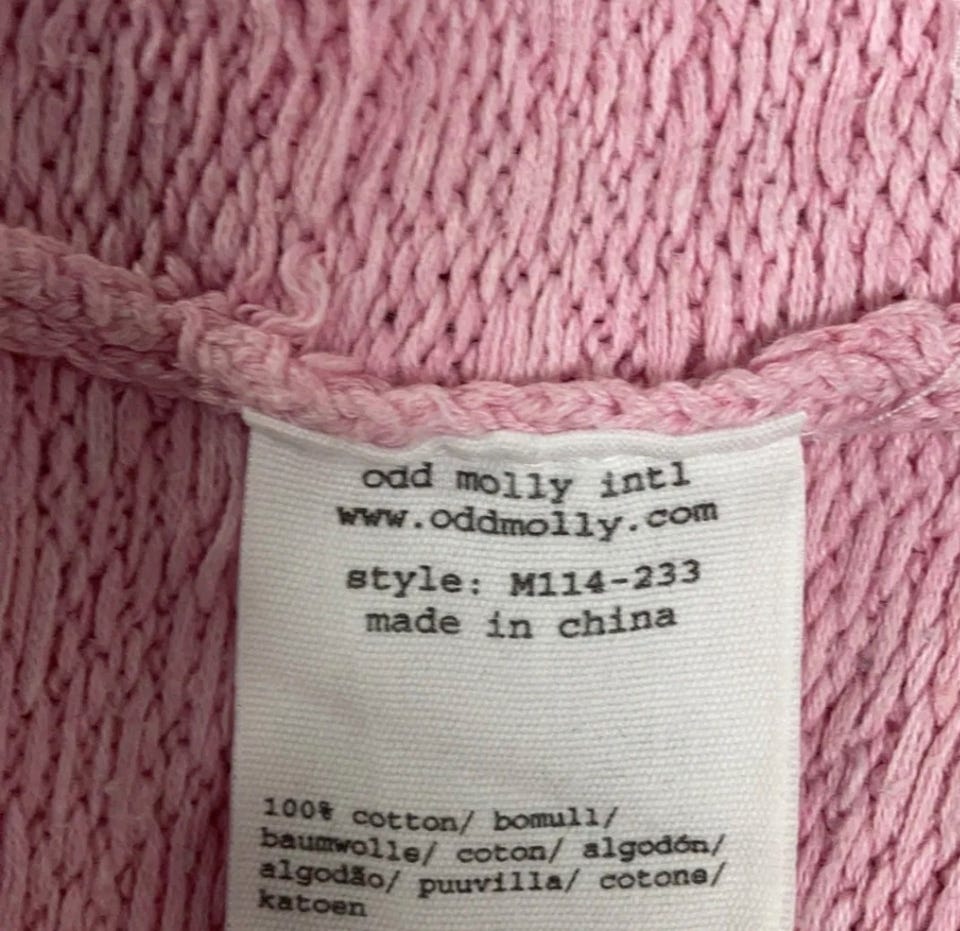 odd molly intl
www.oddmolly.com
style: M114-233
made in china
100% cotton/ bomull/
baumwolle/ coton/ algodón/
algodão/ puuvilla/ cotone/
katoen